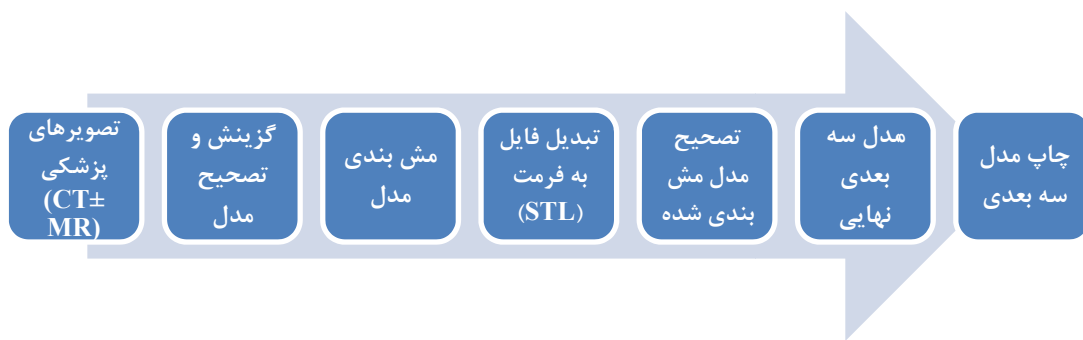 تصویرهای
پزشکی
(CT±
MR)
گزینش و
تصحیح
مدل
مش بندی
مدل
تبدیل فایل
به فرمت
(STL)
تصحیح
مدل مش
بندی شده
مدل سه
بعدی
نهایی
چاپ مدل
سه بعدی